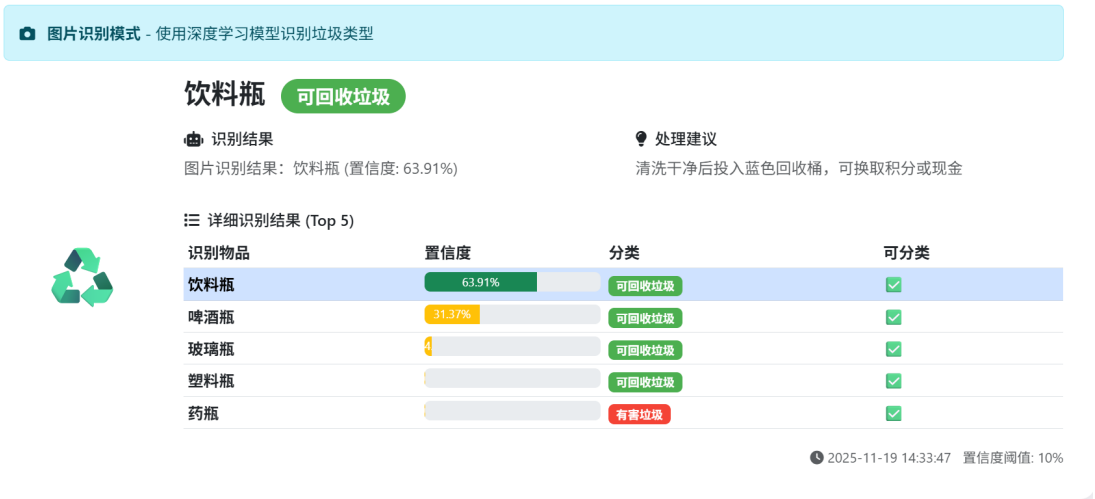 图片识别模式 - 使用深度学习模型识别垃圾类型
饮料瓶 可回收垃圾
识别结果
图片识别结果：饮料瓶 (置信度: 63.91%)
处理建议
清洗干净后投入蓝色回收桶，可换取积分或现金
详细识别结果 (Top 5)
识别物品 置信度 分类 可分类
饮料瓶 63.91% 可回收垃圾
啤酒瓶 31.37% 可回收垃圾
玻璃瓶 4 可回收垃圾
塑料瓶 可回收垃圾
药瓶 有害垃圾
2025-11-19 14:33:47 置信度阈值: 10%